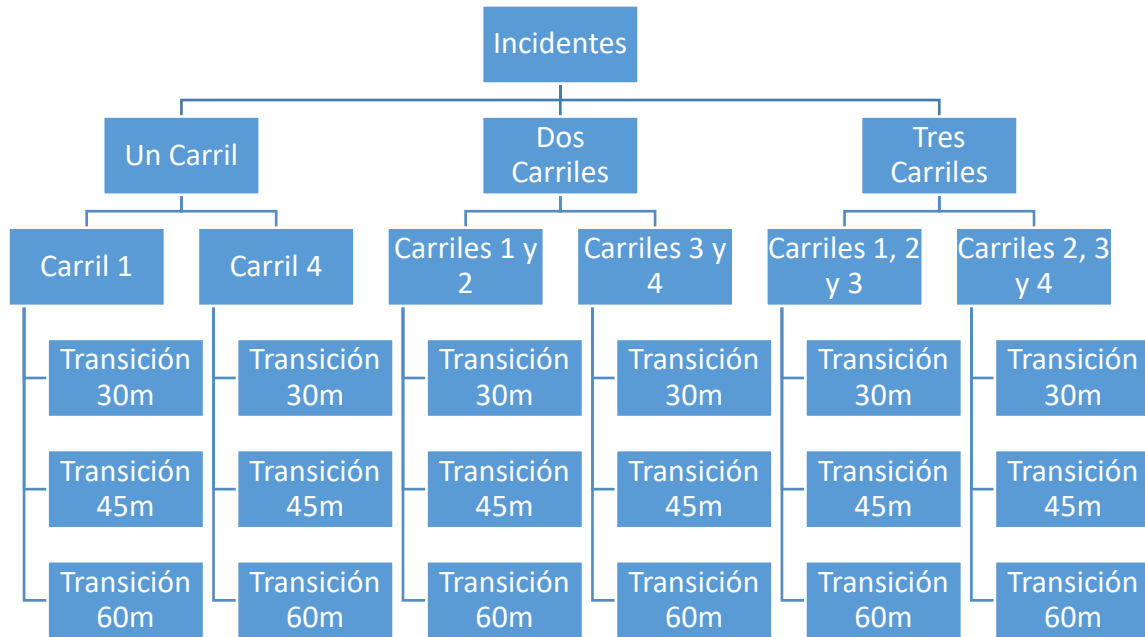 Incidentes
Un Carril
Dos
Carriles
Tres
Carriles
Carril 1
Carril 4
Carriles 1 y
2
Carriles 3 y
4
Carriles 1, 2
y 3
Carriles 2, 3
y 4
Transición
30m
Transición
30m
Transición
30m
Transición
30m
Transición
30m
Transición
30m
Transición
45m
Transición
45m
Transición
45m
Transición
45m
Transición
45m
Transición
45m
Transición
60m
Transición
60m
Transición
60m
Transición
60m
Transición
60m
Transición
60m